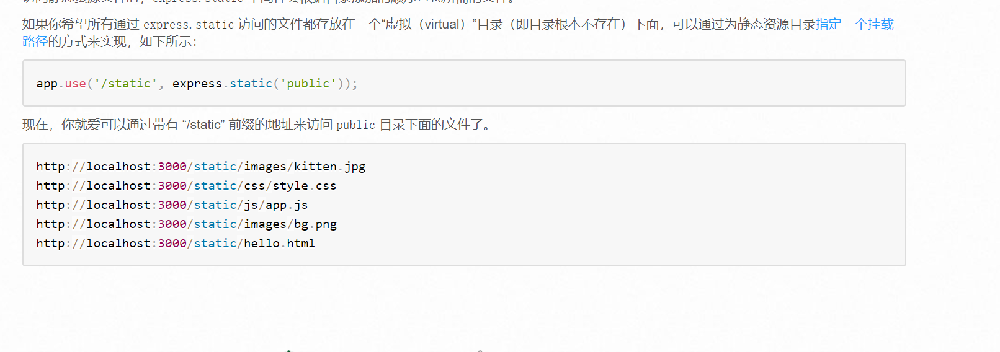 如果你希望所有通过 express.static 访问的文件都存放在一个“虚拟（virtual）”目录（即目录根本不存在）下面，可以通过为静态资源目录指定一个挂载
路径的方式来实现，如下所示：
app.use('/static', express.static('public'));
现在，你就爱可以通过带有 “/static” 前缀的地址来访问 public 目录下面的文件了。
http://localhost:3000/static/images/kitten.jpg
http://localhost:3000/static/css/style.css
http://localhost:3000/static/js/app.js
http://localhost:3000/static/images/bg.png
http://localhost:3000/static/hello.html